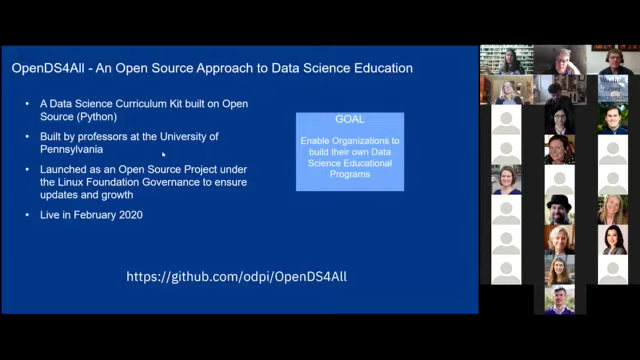 OpenDS4All - An Open Source Approach to Data Science Education
• A Data Science Curriculum Kit built on Open
Source (Python)
• Built by professors at the University of
Pennsylvania
• Launched as an Open Source Project under
the Linux Foundation Governance to ensure
updates and growth
• Live in February 2020
GOAL
Enable Organizations to
build their own Data
Science Educational
Programs
https://github.com/odpi/OpenDS4All
We shall
never